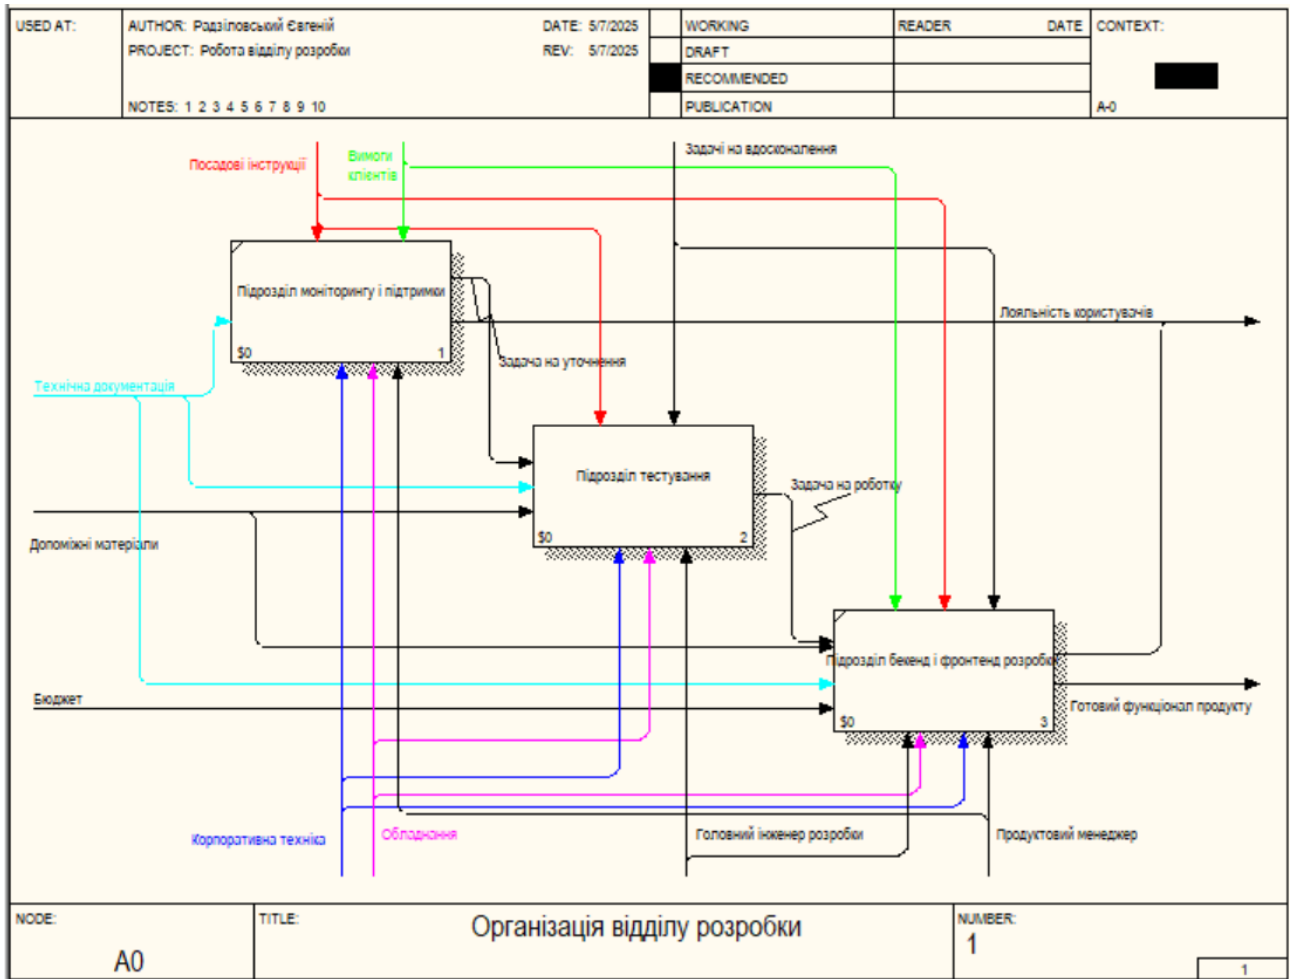 USED AT:
AUTHOR: Радзіловський Євгеній
DATE: 5/7/2025
WORKING
READER
DATE
CONTEXT:
PROJECT: Робота відділу розробки
REV: 5/7/2025
DRAFT
RECOMMENDED
NOTES: 1 2 3 4 5 6 7 8 9 10
PUBLICATION
A-0
Посадові інструкції
Вимоги
клієнтів
Задачі на вдосконалення
Підрозділ моніторингу і підтримки
$0
1
Лояльність користувачів
Задача на уточнення
Технічна документація
Підрозділ тестування
Задача на роботку
$0
2
Допоміжні матеріали
Підрозділ бекенд і фронтенд розробки
Бюджет
$0
3
Готовий функціонал продукту
Корпоративна техніка
Обладнання
Головний інженер розробки
Продуктовий менеджер
NODE:
A0
TITLE:
Організація відділу розробки
NUMBER:
1
1